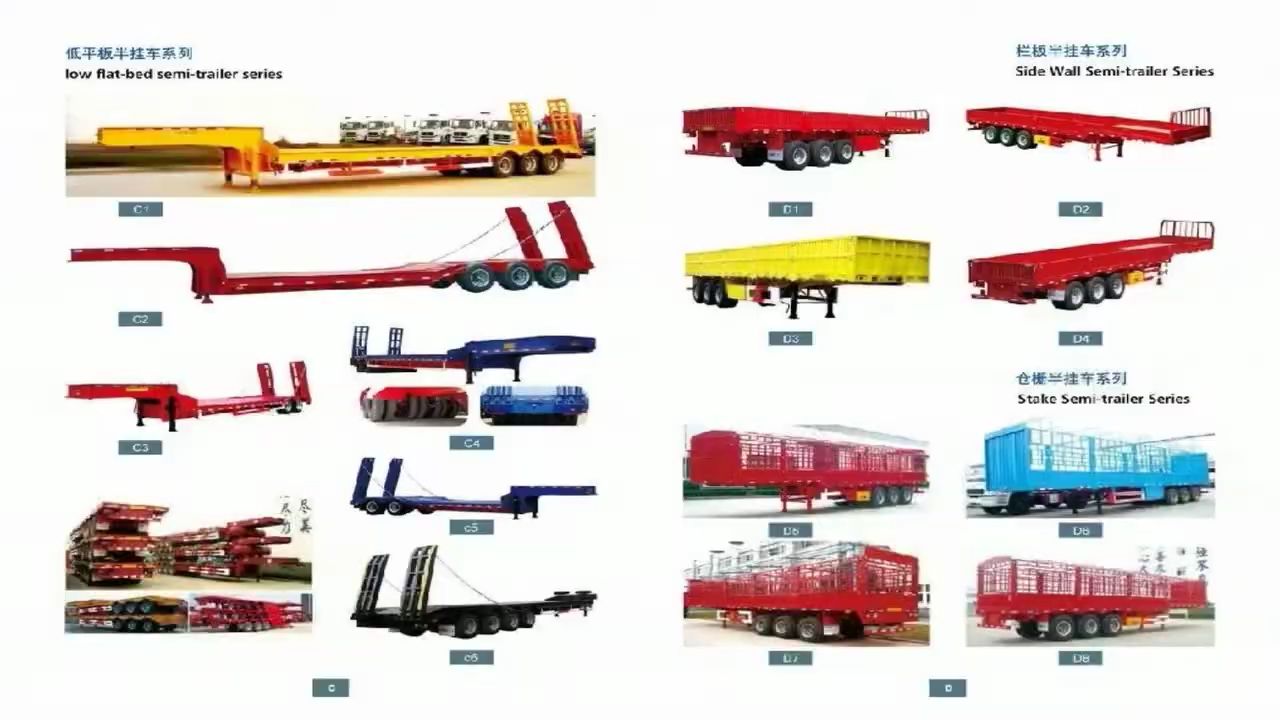 低平板半挂车系列
low flat-bed semi-trailer series
C1
C2
C3
C4
c5
c6
C
栏板半挂车系列
Side Wall Semi-trailer Series
D1
D2
D3
D4
仓栅半挂车系列
Stake Semi-trailer Series
D5
D6
D7
D8
D